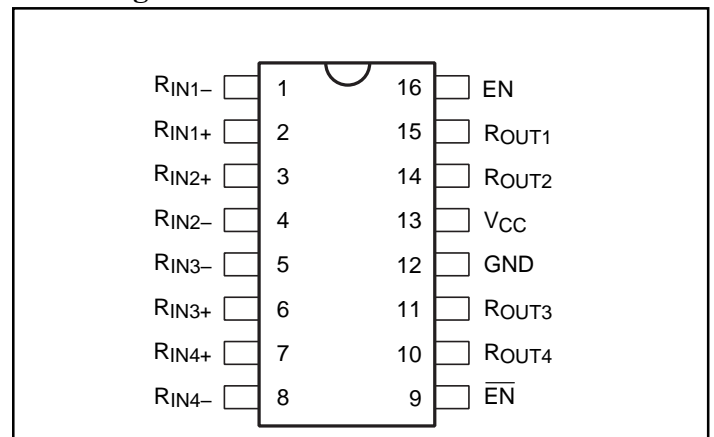 RIN1– 1 16 EN
RIN1+ 2 15 ROUT1
RIN2+ 3 14 ROUT2
RIN2– 4 13 VCC
RIN3– 5 12 GND
RIN3+ 6 11 ROUT3
RIN4+ 7 10 ROUT4
RIN4– 8 9 E̅N̅